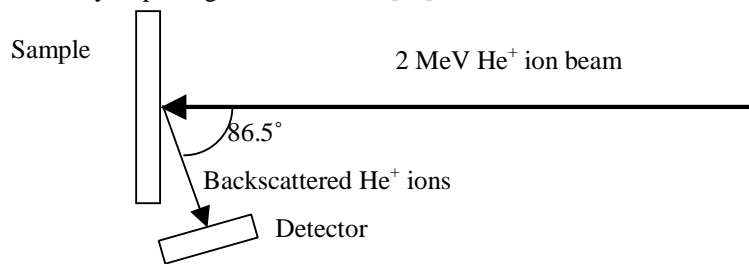 Sample
2 MeV He⁺ ion beam
86.5°
Backscattered He⁺ ions
Detector